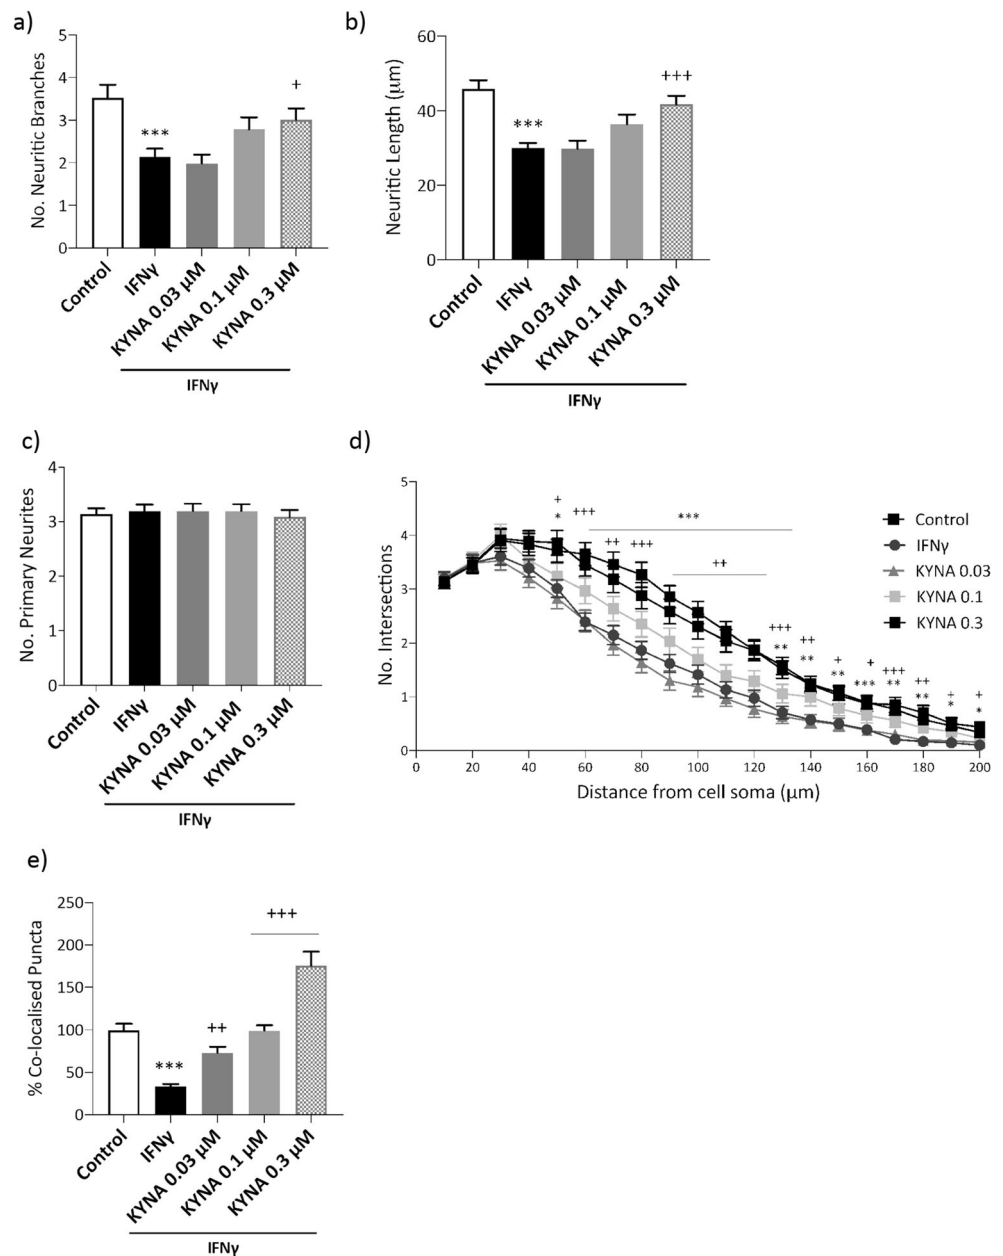 a)
No. Neuritic Branches
5
4
3
2
1
0
***
+
Control
IFNγ
KYNA 0.03 μM
KYNA 0.1 μM
KYNA 0.3 μM
IFNγ
b)
Neuritic Length (μm)
60
40
20
0
***
+++
Control
IFNγ
KYNA 0.03 μM
KYNA 0.1 μM
KYNA 0.3 μM
IFNγ
c)
No. Primary Neurites
4
3
2
1
0
Control
IFNγ
KYNA 0.03 μM
KYNA 0.1 μM
KYNA 0.3 μM
IFNγ
d)
No. Intersections
5
4
3
2
1
0
+ +++ ***
*
++ +++ ++
+++ ++ + + +++ ++ + +
** ** ** *** ** ** * *
0 20 40 60 80 100 120 140 160 180 200
Distance from cell soma (μm)
Control
IFNγ
KYNA 0.03
KYNA 0.1
KYNA 0.3
e)
% Co-localised Puncta
250
200
150
100
50
0
***
++
+++
Control
IFNγ
KYNA 0.03 μM
KYNA 0.1 μM
KYNA 0.3 μM
IFNγ